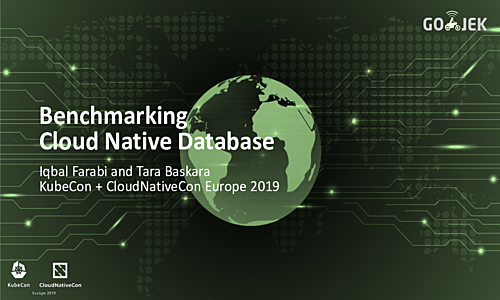 GOJEK
Benchmarking
Cloud Native Database
Iqbal Farabi and Tara Baskara
KubeCon + CloudNativeCon Europe 2019
KubeCon CloudNativeCon
Europe 2019